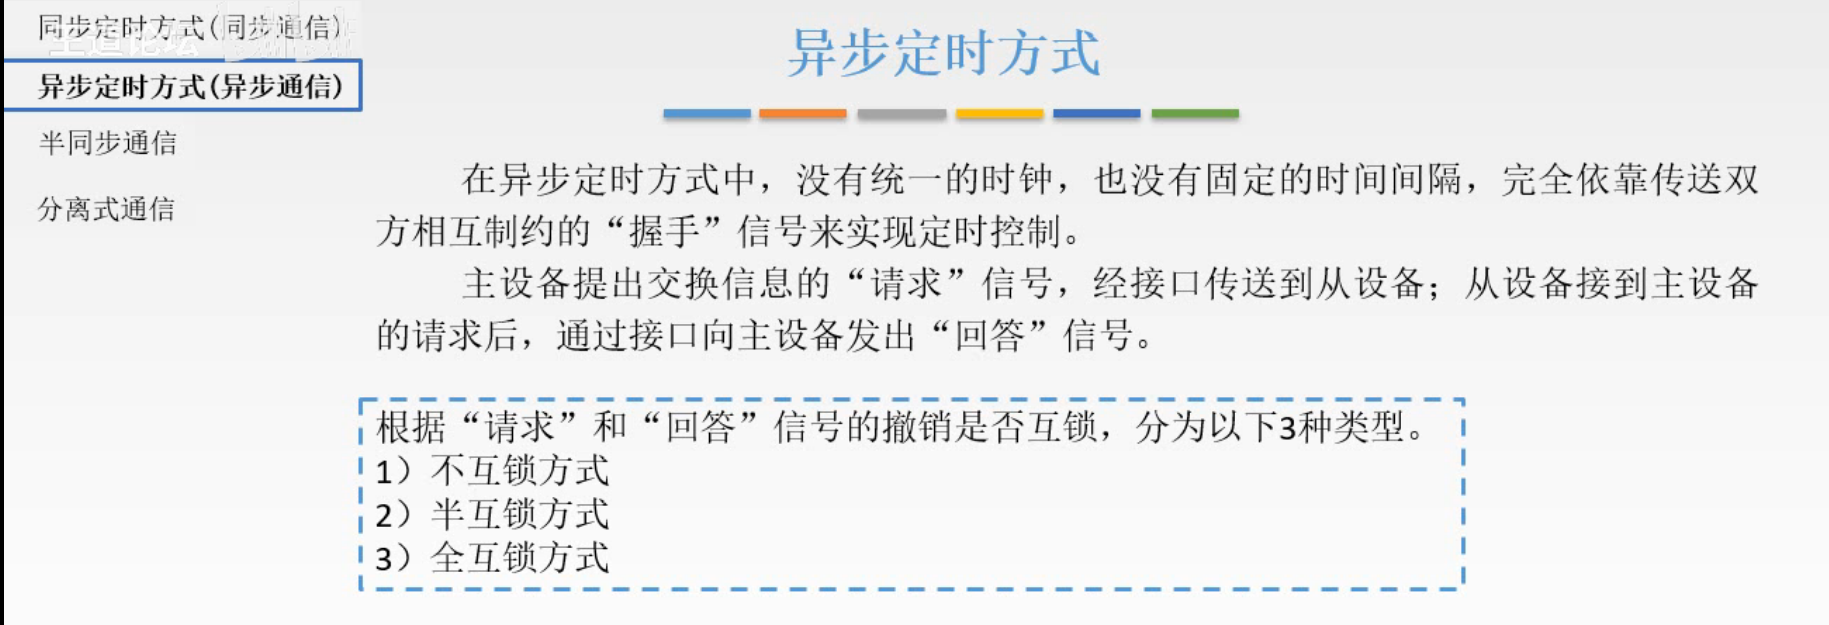 同步定时方式(同步通信)
王道论坛
异步定时方式(异步通信)
半同步通信
分离式通信
异步定时方式
在异步定时方式中，没有统一的时钟，也没有固定的时间间隔，完全依靠传送双
方相互制约的“握手”信号来实现定时控制。
主设备提出交换信息的“请求”信号，经接口传送到从设备；从设备接到主设备
的请求后，通过接口向主设备发出“回答”信号。
根据“请求”和“回答”信号的撤销是否互锁，分为以下3种类型。
1）不互锁方式
2）半互锁方式
3）全互锁方式